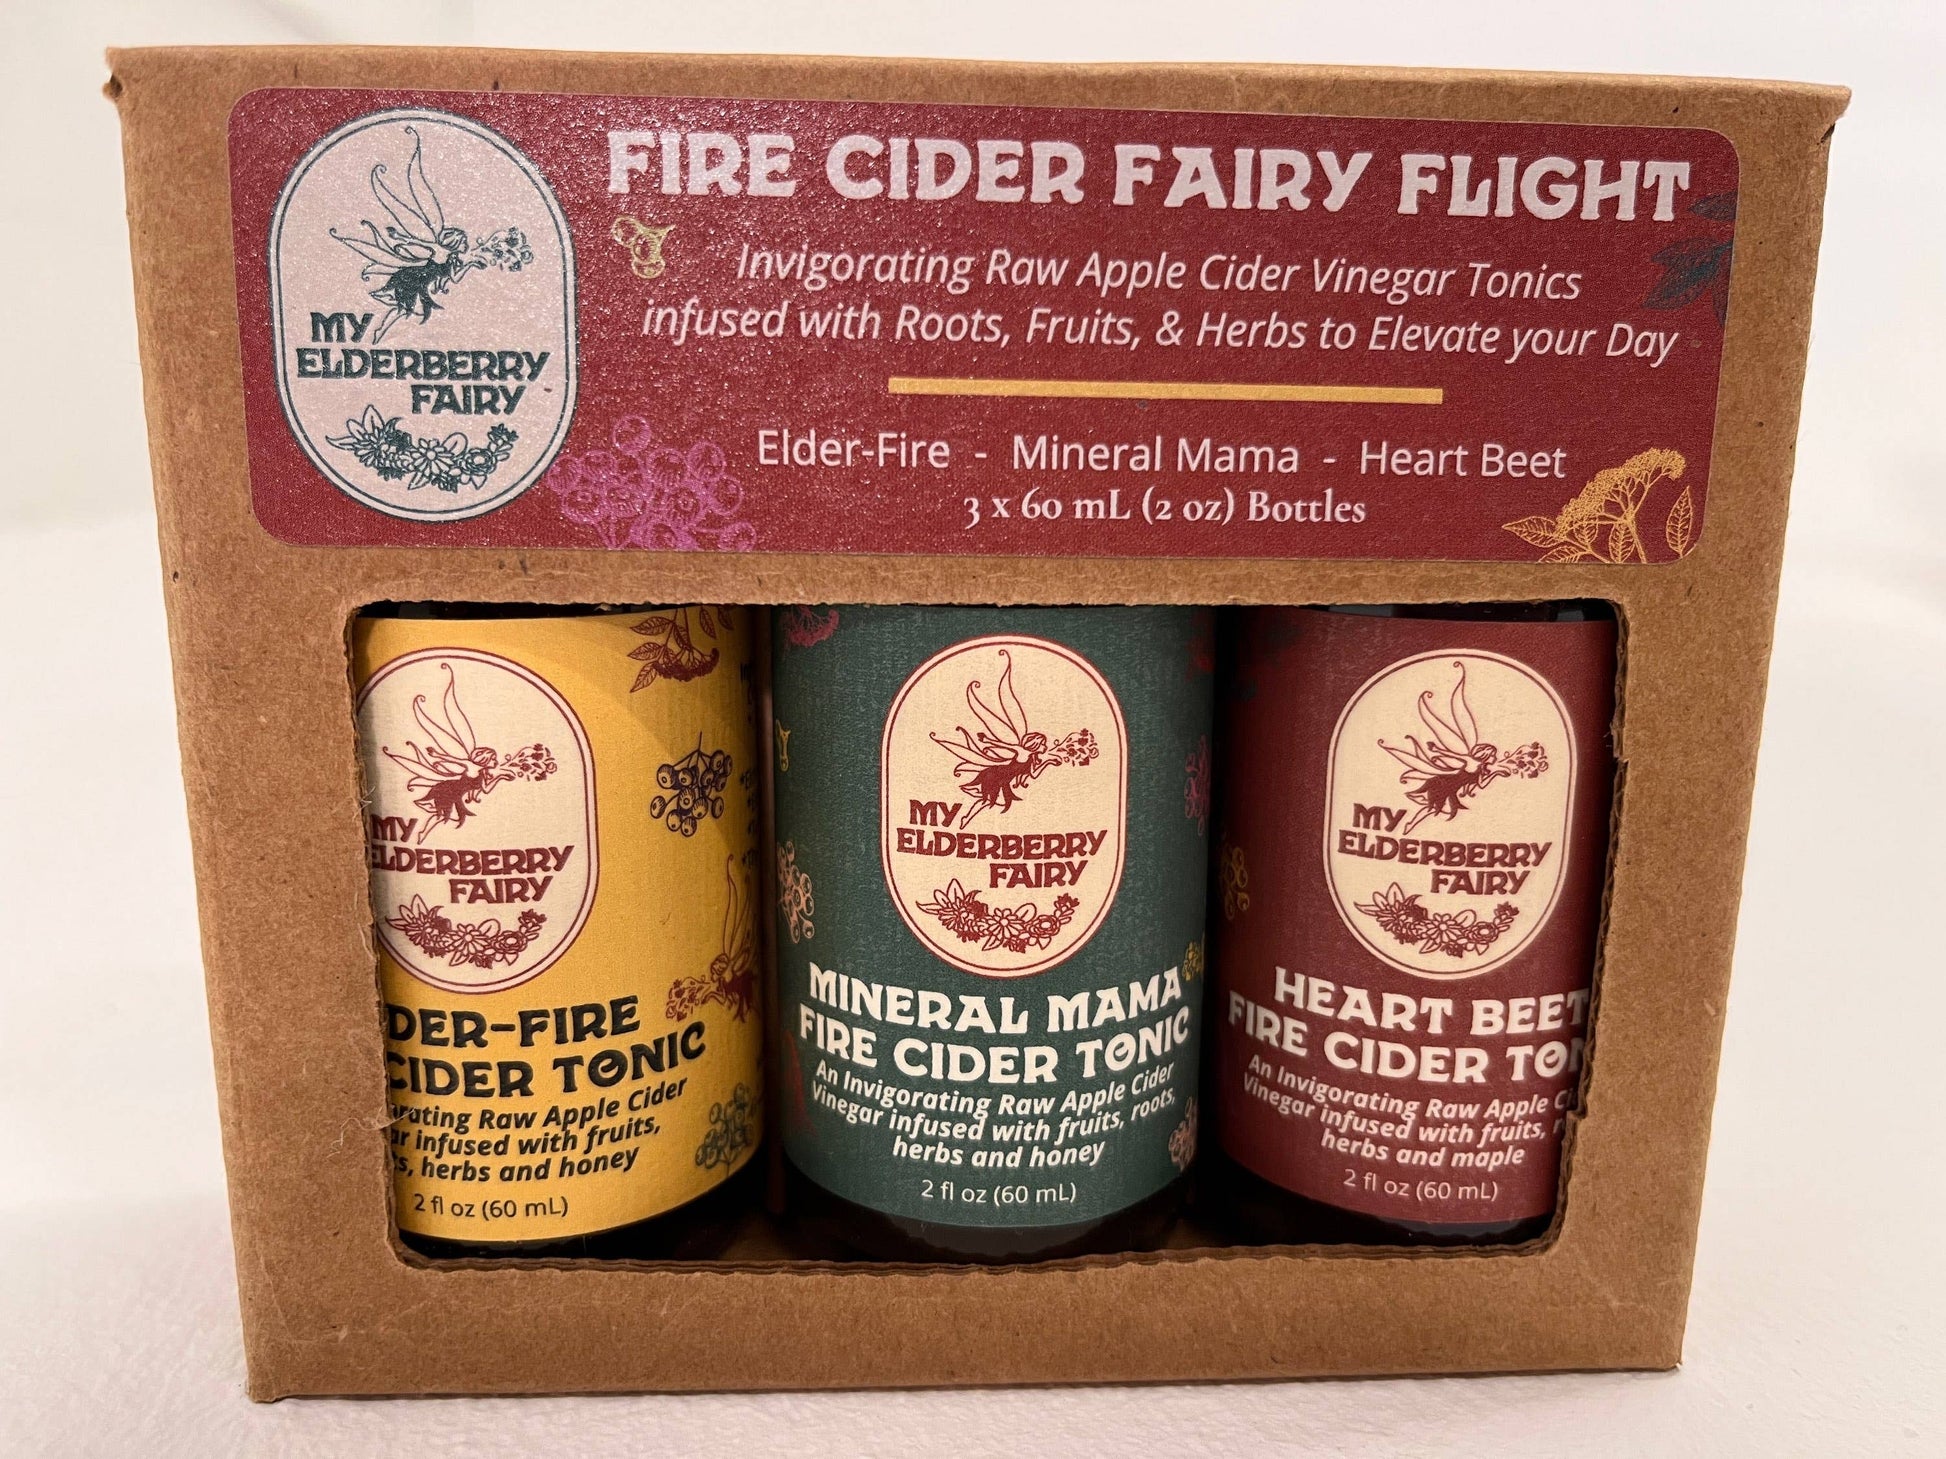 MY
ELDERBERRY
FAIRY
FIRE CIDER FAIRY FLIGHT
Invigorating Raw Apple Cider Vinegar Tonics
infused with Roots, Fruits, & Herbs to Elevate your Day
Elder-Fire - Mineral Mama - Heart Beet
3 x 60 mL (2 oz) Bottles
MY
ELDERBERRY
FAIRY
DER-FIRE
CIDER TONIC
Raw Apple Cider
infused with fruits,
herbs and honey
2 fl oz (60 mL)
MY
ELDERBERRY
FAIRY
MINERAL MAMA
FIRE CIDER TONIC
An Invigorating Raw Apple Cider
Vinegar infused with fruits, roots,
herbs and honey
2 fl oz (60 mL)
MY
ELDERBERRY
FAIRY
HEART BEET
FIRE CIDER TON
An Invigorating Raw Apple
Vinegar infused with fruits,
herbs and maple
2 fl oz (60 mL)